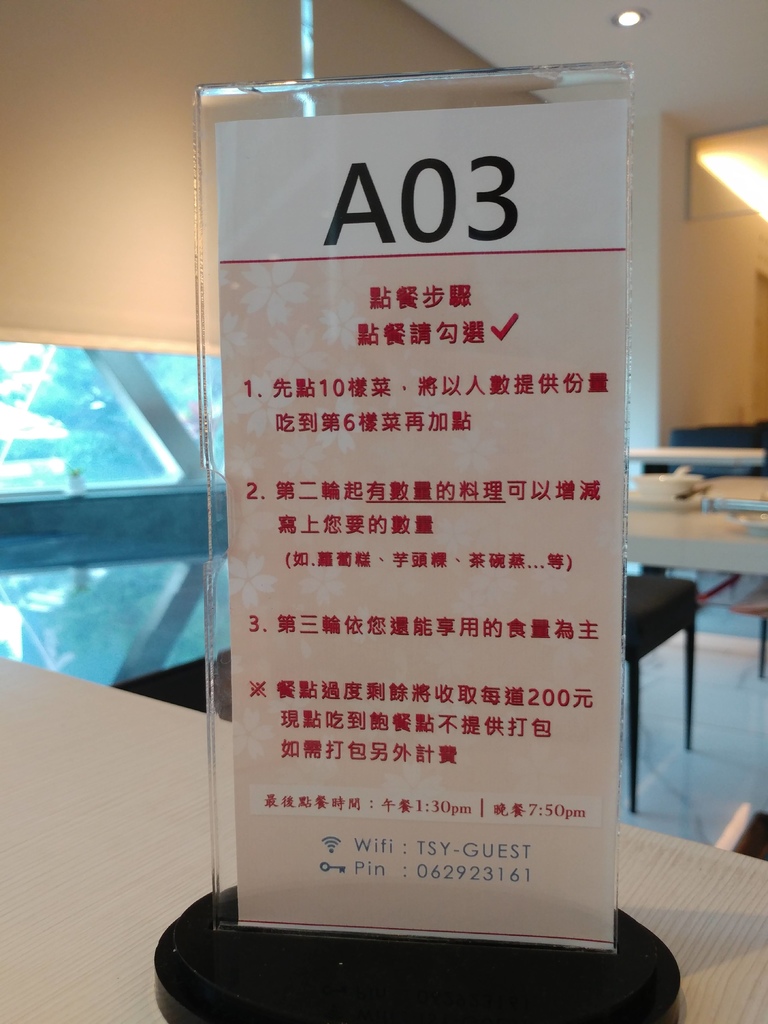 A03
點餐步驟
點餐請勾選✓
1. 先點10樣菜、將以人數提供份量
吃到第6樣菜再加點
2. 第二輪起有數量的料理可以增減
寫上您要的數量
(如.蘿蔔糕、芋頭粿、茶碗蒸...等)
3. 第三輪依您還能享用的食量為主
※ 餐點過度剩餘將收取每道200元
現點吃到飽餐點不提供打包
如需打包另外計費
最後點餐時間：午餐1:30pm | 晚餐7:50pm
Wifi : TSY-GUEST
Pin : 062923161